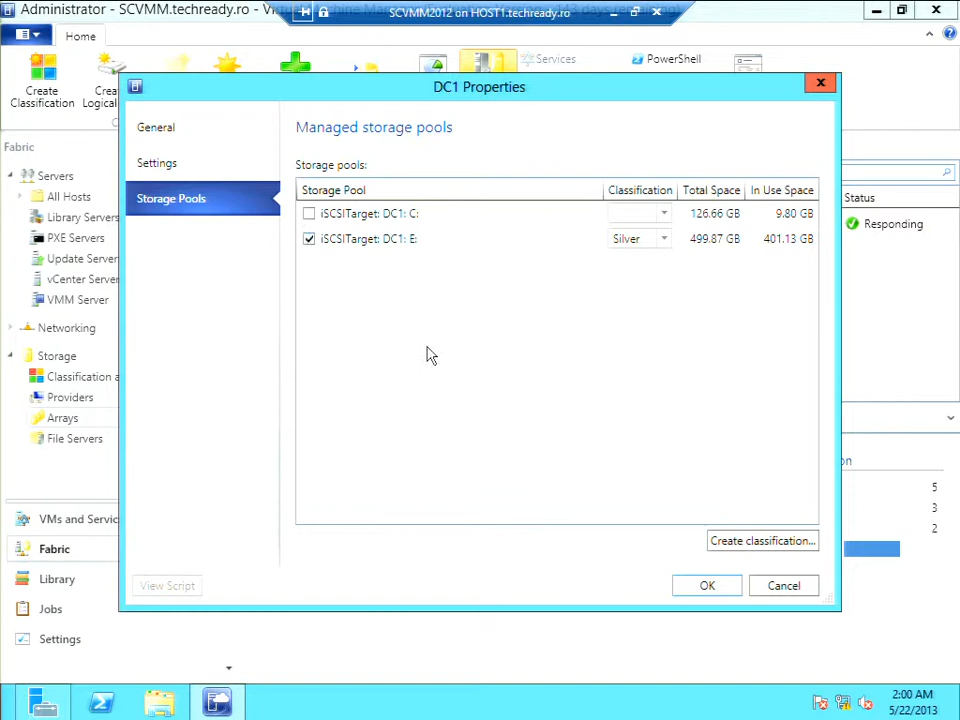 Administrator - SCVMM.techready.ro - Vir
SCVMM2012 on HOST1.techready.ro
Home
Create
Classification
Logical
Services
PowerShell
DC1 Properties
General
Settings
Storage Pools
Managed storage pools
Storage pools:
Storage Pool Classification Total Space In Use Space
iSCSITarget: DC1: C: 126.66 GB 9.80 GB
iSCSITarget: DC1: E: Silver 499.87 GB 401.13 GB
Create classification...
View Script OK Cancel
Fabric
Servers
All Hosts
Library Servers
PXE Servers
Update Server
vCenter Server
VMM Server
Networking
Storage
Classification a
Providers
Arrays
File Servers
VMs and Servic
Fabric
Library
Jobs
Settings
Status
Responding
on
5
3
2
2:00 AM
5/22/2013